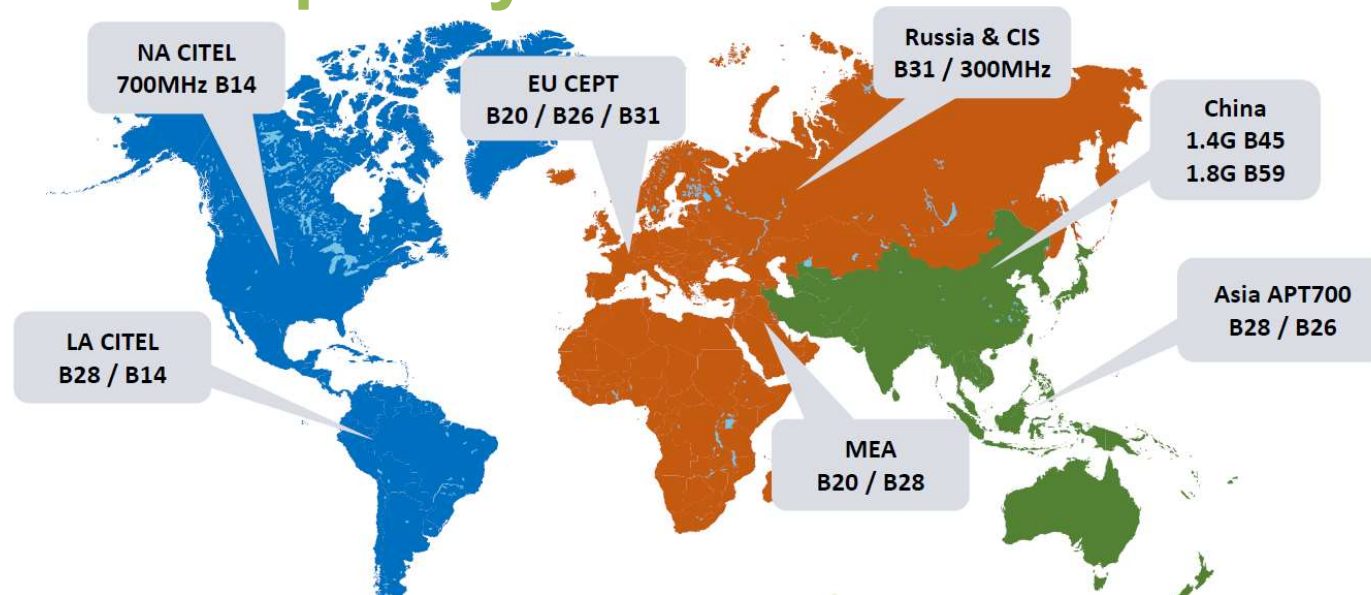 NA CITEL
700MHz B14
EU CEPT
B20 / B26 / B31
Russia & CIS
B31 / 300MHz
China
1.4G B45
1.8G B59
LA CITEL
B28 / B14
Asia APT700
B28 / B26
MEA
B20 / B28